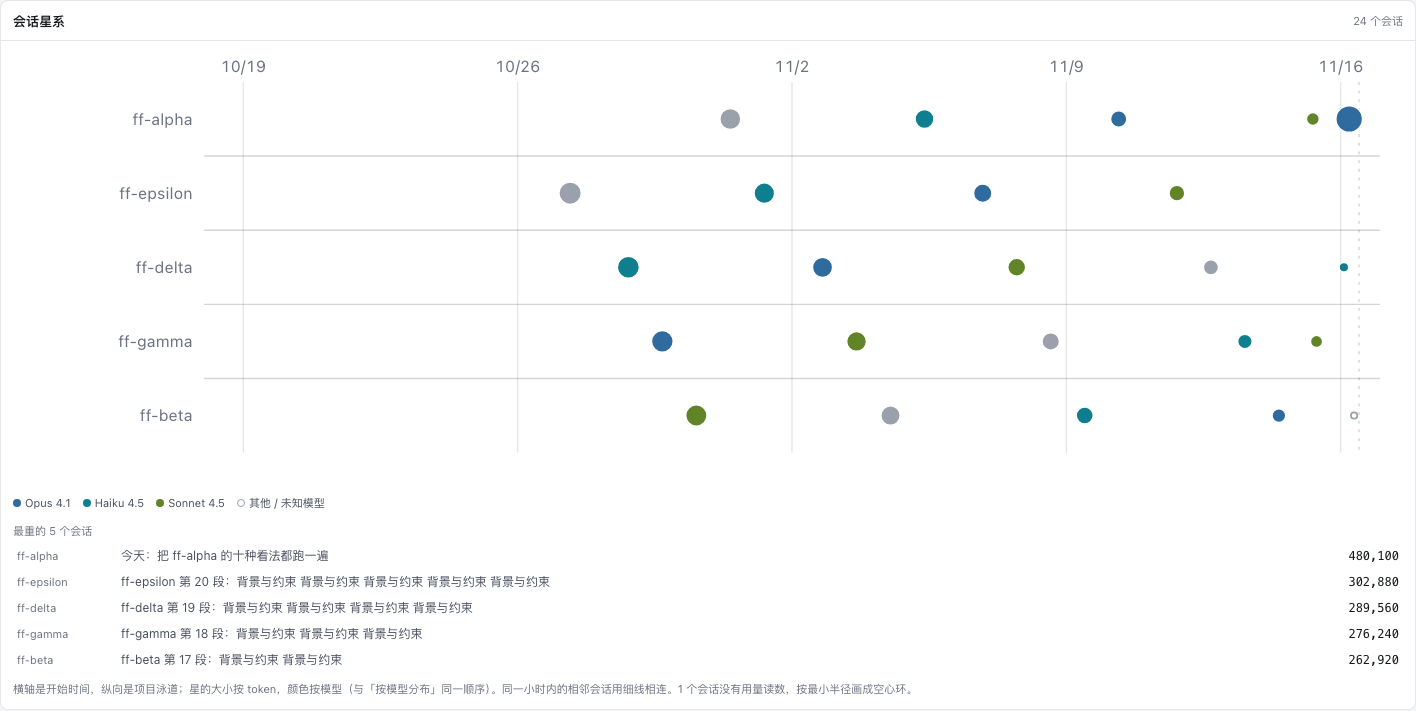 会话星系 24 个会话
10/19 10/26 11/2 11/9 11/16
ff-alpha
ff-epsilon
ff-delta
ff-gamma
ff-beta
Opus 4.1 Haiku 4.5 Sonnet 4.5 其他 / 未知模型
最重的 5 个会话
ff-alpha 今天：把 ff-alpha 的十种看法都跑一遍 480,100
ff-epsilon ff-epsilon 第 20 段：背景与约束 背景与约束 背景与约束 背景与约束 背景与约束 302,880
ff-delta ff-delta 第 19 段：背景与约束 背景与约束 背景与约束 背景与约束 289,560
ff-gamma ff-gamma 第 18 段：背景与约束 背景与约束 背景与约束 276,240
ff-beta ff-beta 第 17 段：背景与约束 背景与约束 262,920
横轴是开始时间，纵向是项目泳道；星的大小按 token，颜色按模型（与「按模型分布」同一顺序）。同一小时内的相邻会话用细线相连。1 个会话没有用量读数，按最小半径画成空心环。